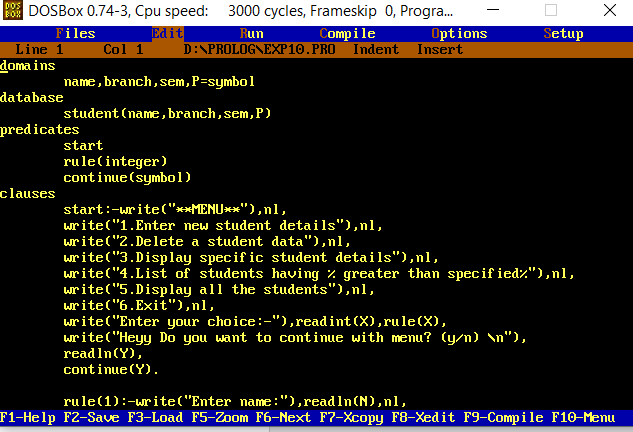 DOSBox 0.74-3, Cpu speed:    3000 cycles, Frameskip  0, Progra...
Files Edit Run Compile Options Setup
Line 1     Col 1     D:\PROLOG\EXP10.PRO  Indent  Insert
domains
        name,branch,sem,P=symbol
database
        student(name,branch,sem,P)
predicates
        start
        rule(integer)
        continue(symbol)
clauses
        start:-write("**MENU**"),nl,
        write("1.Enter new student details"),nl,
        write("2.Delete a student data"),nl,
        write("3.Display specific student details"),nl,
        write("4.List of students having % greater than specified%"),nl,
        write("5.Display all the students"),nl,
        write("6.Exit"),nl,
        write("Enter your choice:-"),readint(X),rule(X),
        write("Heyy Do you want to continue with menu? (y/n) \n"),
        readln(Y),
        continue(Y).
        rule(1):-write("Enter name:"),readln(N),nl,
F1-Help F2-Save F3-Load F5-Zoom F6-Next F7-Xcopy F8-Xedit F9-Compile F10-Menu